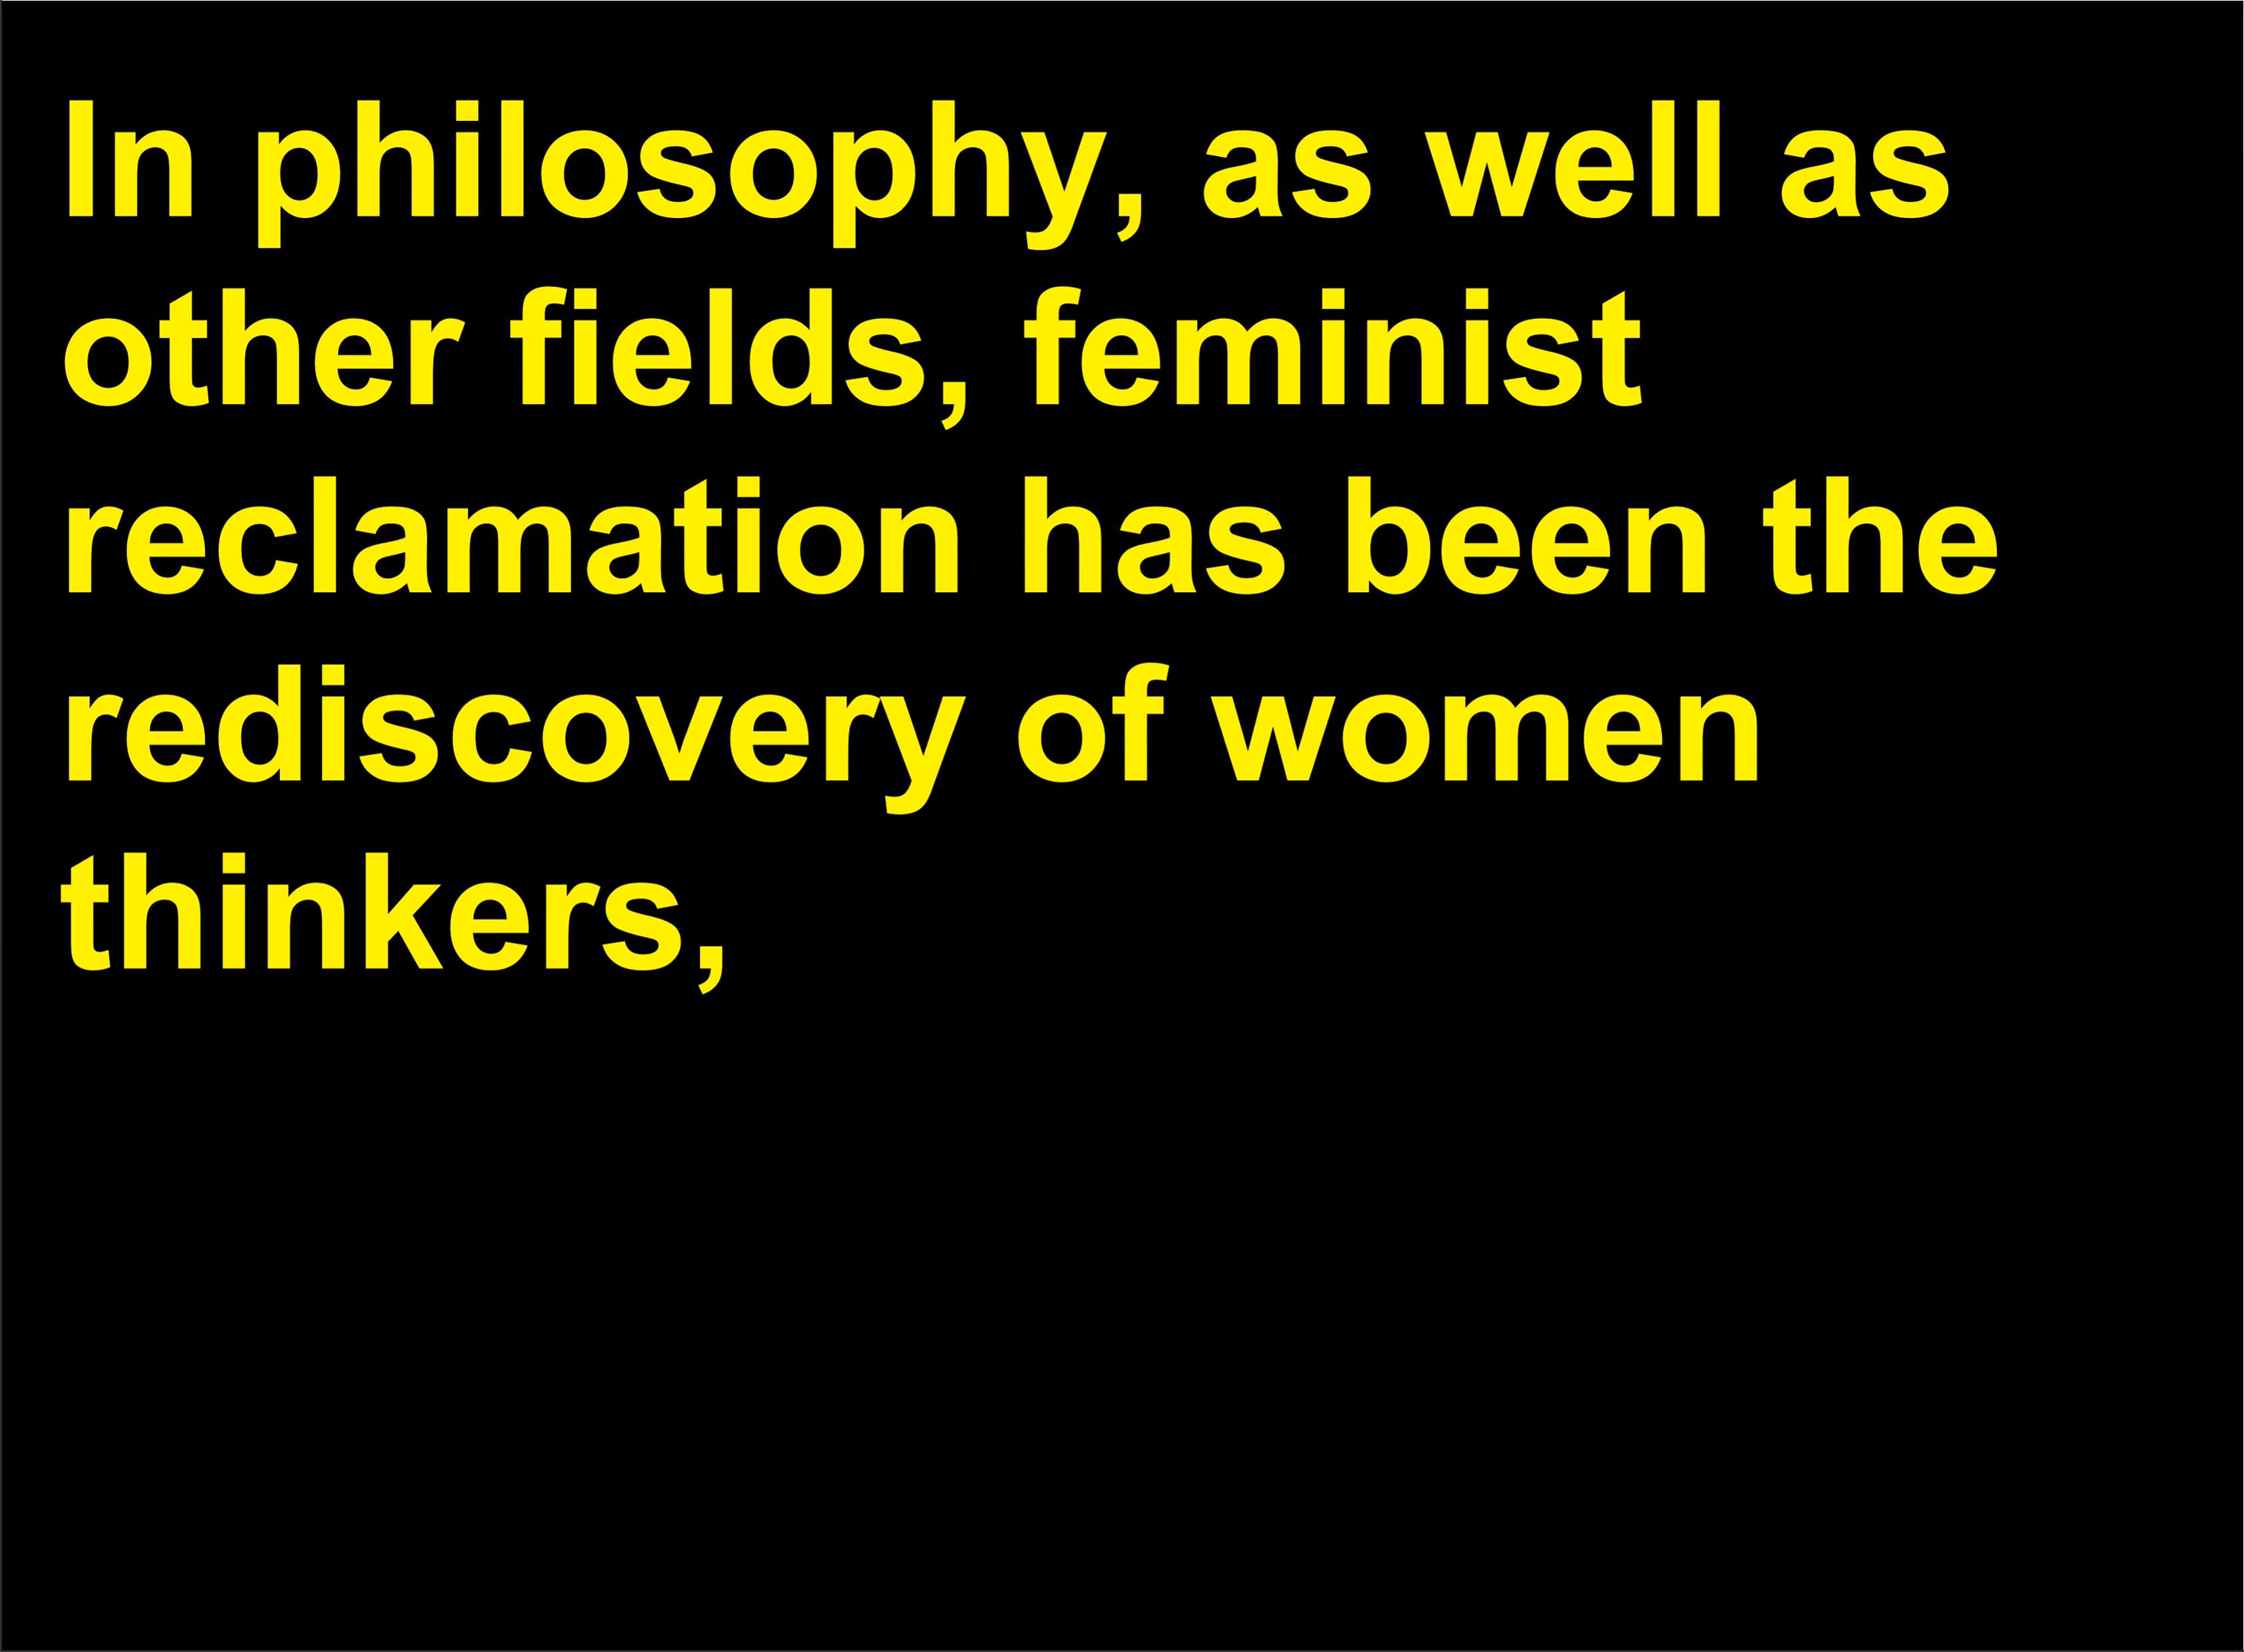 In philosophy, as well as
other fields, feminist
reclamation has been the
rediscovery of women
thinkers,